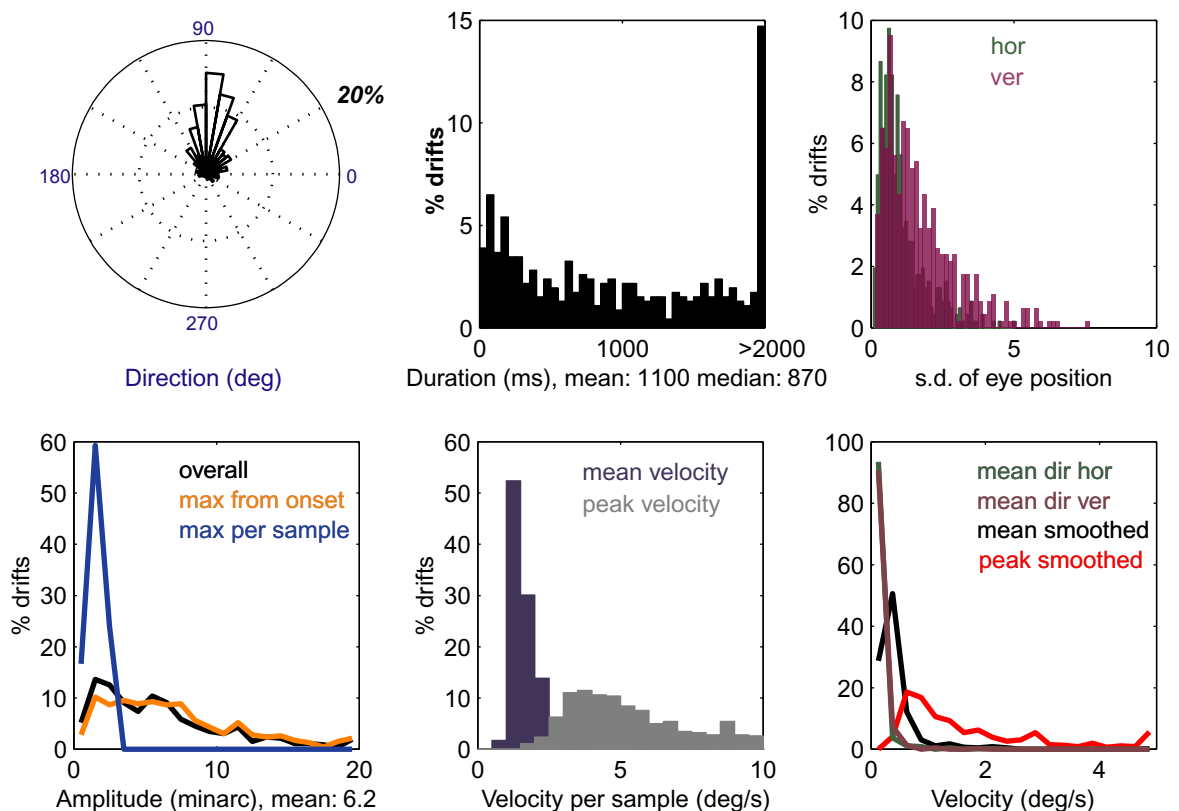 90
20%
180
0
270
Direction (deg)
15
10
5
0
% drifts
0
1000
>2000
Duration (ms), mean: 1100 median: 870
10
8
6
4
2
0
% drifts
hor
ver
0
5
10
s.d. of eye position
60
50
40
30
20
10
0
% drifts
overall
max from onset
max per sample
0
10
20
Amplitude (minarc), mean: 6.2
60
50
40
30
20
10
0
% drifts
mean velocity
peak velocity
0
5
10
Velocity per sample (deg/s)
100
80
60
40
20
0
mean dir hor
mean dir ver
mean smoothed
peak smoothed
% drifts
0
2
4
Velocity (deg/s)